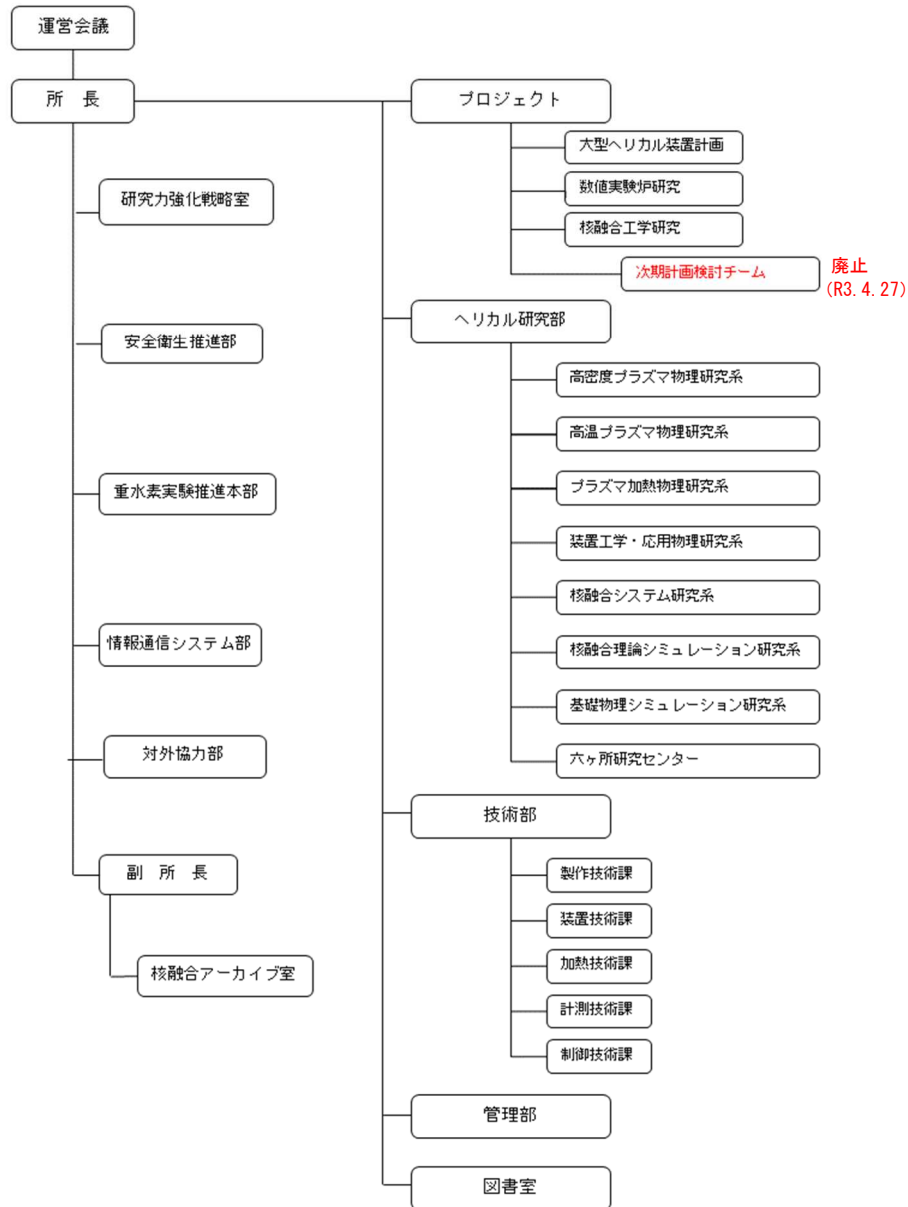 運営会議
所　長
研究力強化戦略室
安全衛生推進部
重水素実験推進本部
情報通信システム部
対外協力部
副　所　長
核融合アーカイブ室
プロジェクト
大型ヘリカル装置計画
数値実験炉研究
核融合工学研究
次期計画検討チーム
廃止
(R3.4.27)
ヘリカル研究部
高密度プラズマ物理研究系
高温プラズマ物理研究系
プラズマ加熱物理研究系
装置工学・応用物理研究系
核融合システム研究系
核融合理論シミュレーション研究系
基礎物理シミュレーション研究系
六ヶ所研究センター
技術部
製作技術課
装置技術課
加熱技術課
計測技術課
制御技術課
管理部
図書室